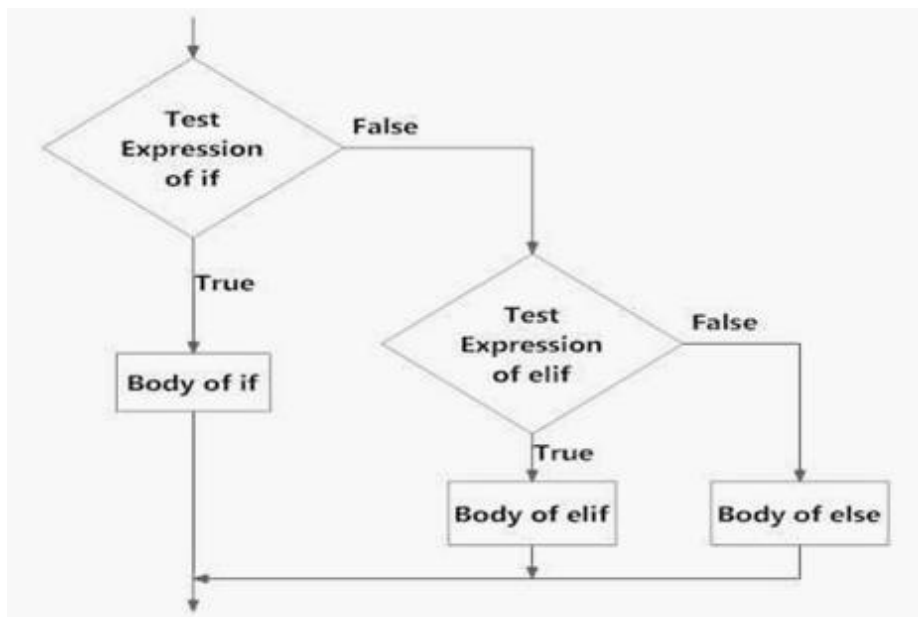 Test
Expression
of if
False
True
Body of if
Test
Expression
of elif
False
True
Body of elif
Body of else